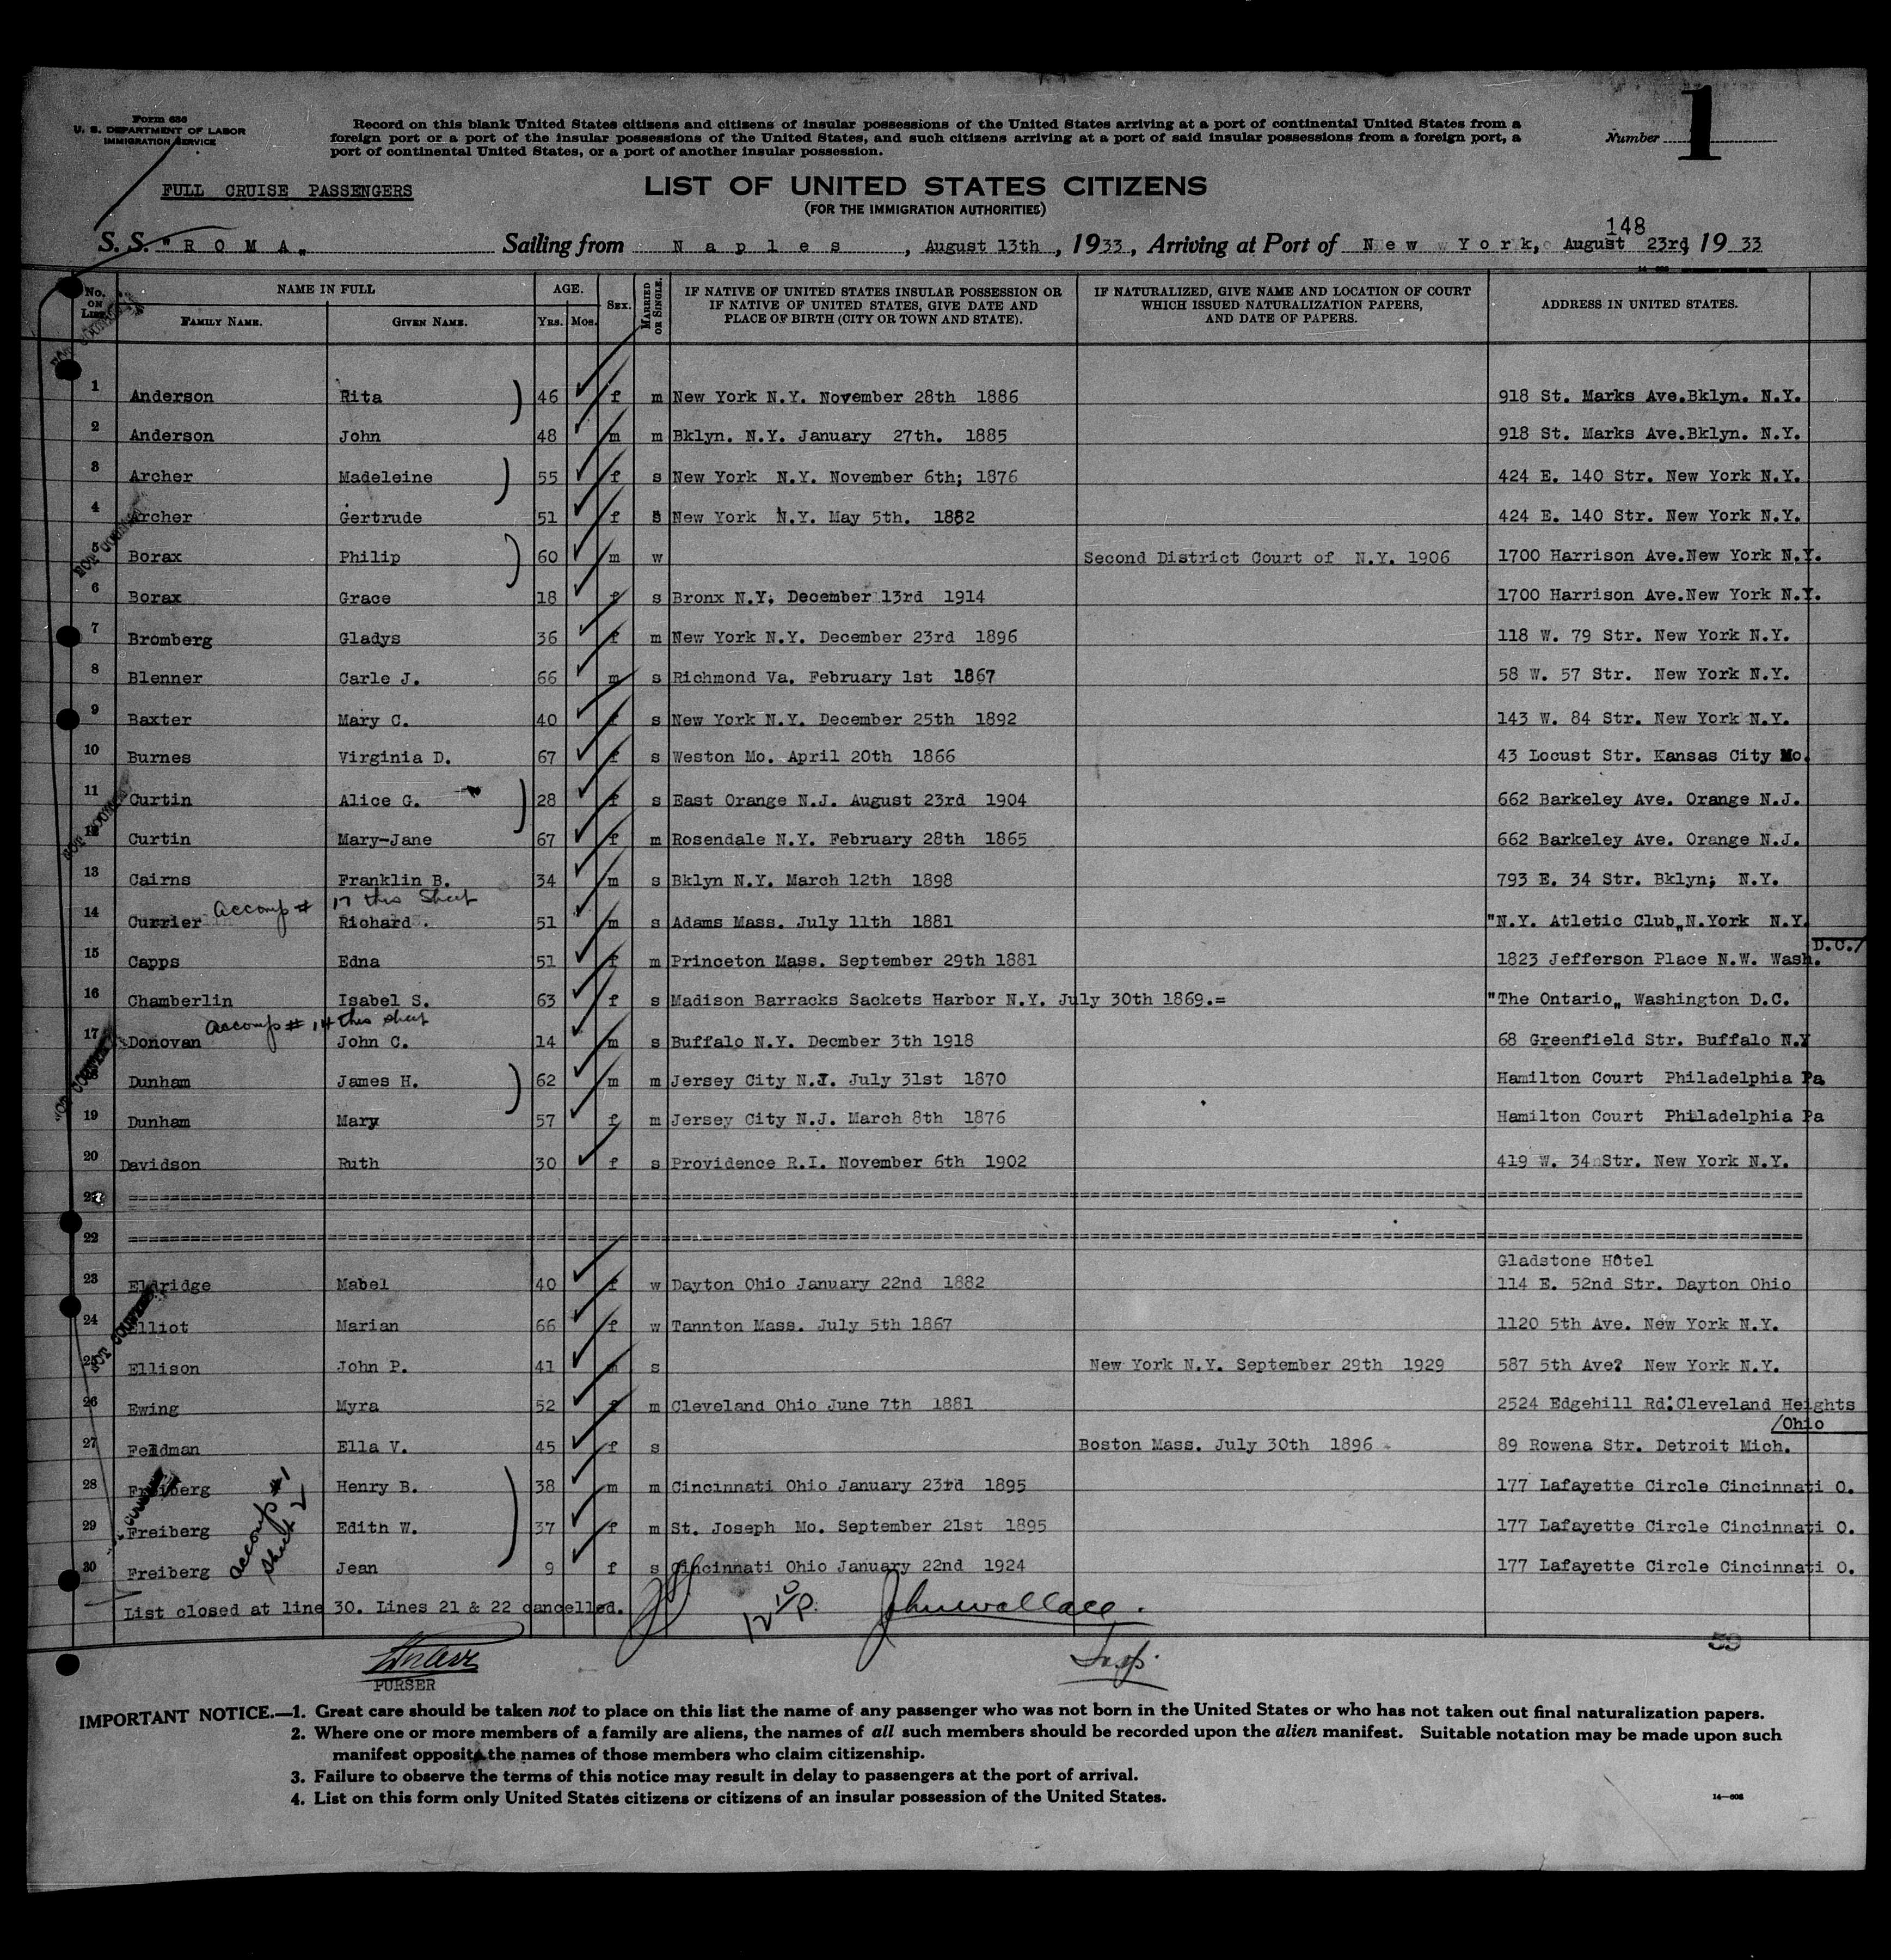 Form 630
U. S. DEPARTMENT OF LABOR
IMMIGRATION SERVICE
Record on this blank United States citizens and citizens of insular possessions of the United States arriving at a port of continental United States from a
foreign port or a port of the insular possessions of the United States, and such citizens arriving at a port of said insular possessions from a foreign port, a
port of continental United States, or a port of another insular possession.
Number 1
FULL CRUISE PASSENGERS
LIST OF UNITED STATES CITIZENS
(FOR THE IMMIGRATION AUTHORITIES)
148
S. S. "R O M A„ Sailing from N a p l e s , August 13th , 1933 , Arriving at Port of N e w Y o r k, August 23rd, 1933
No. ON LIST. NAME IN FULL FAMILY NAME. GIVEN NAME. AGE. Yrs. Mos. SEX. MARRIED OR SINGLE. IF NATIVE OF UNITED STATES INSULAR POSSESSION OR IF NATIVE OF UNITED STATES, GIVE DATE AND PLACE OF BIRTH (CITY OR TOWN AND STATE). IF NATURALIZED, GIVE NAME AND LOCATION OF COURT WHICH ISSUED NATURALIZATION PAPERS, AND DATE OF PAPERS. ADDRESS IN UNITED STATES.
1 Anderson Rita 46 f m New York N.Y. November 28th 1886 918 St. Marks Ave.Bklyn. N.Y.
2 Anderson John 48 m m Bklyn. N.Y. January 27th. 1885 918 St. Marks Ave.Bklyn. N.Y.
3 Archer Madeleine 55 f s New York N.Y. November 6th; 1876 424 E. 140 Str. New York N.Y.
4 Archer Gertrude 51 f s New York N.Y. May 5th. 1882 424 E. 140 Str. New York N.Y.
5 Borax Philip 60 m w Second District Court of N.Y. 1906 1700 Harrison Ave.New York N.Y.
6 Borax Grace 18 f s Bronx N.Y. December 13rd 1914 1700 Harrison Ave.New York N.Y.
7 Bromberg Gladys 36 f m New York N.Y. December 23rd 1896 118 W. 79 Str. New York N.Y.
8 Blenner Carle J. 66 m s Richmond Va. February 1st 1867 58 W. 57 Str. New York N.Y.
9 Baxter Mary C. 40 f s New York N.Y. December 25th 1892 143 W. 84 Str. New York N.Y.
10 Burnes Virginia D. 67 f s Weston Mo. April 20th 1866 43 Locust Str. Kansas City Mo.
11 Curtin Alice G. 28 f s East Orange N.J. August 23rd 1904 662 Barkeley Ave. Orange N.J.
12 Curtin Mary-Jane 67 f m Rosendale N.Y. February 28th 1865 662 Barkeley Ave. Orange N.J.
13 Cairns Franklin B. 34 m s Bklyn N.Y. March 12th 1898 793 E. 34 Str. Bklyn; N.Y.
accomp # 17 this Sheet
14 Currier Richard . 51 m s Adams Mass. July 11th 1881 "N.Y. Atletic Club„N.York N.Y.
15 Capps Edna 51 f m Princeton Mass. September 29th 1881 1823 Jefferson Place N.W. Wash. D.C./
16 Chamberlin Isabel S. 63 f s Madison Barracks Sackets Harbor N.Y. July 30th 1869.= "The Ontario„ Washington D.C.
accomp # 14 this sheet
17 Donovan John C. 14 m s Buffalo N.Y. Decmber 3th 1918 68 Greenfield Str. Buffalo N.Y
18 Dunham James H. 62 m m Jersey City N.J. July 31st 1870 Hamilton Court Philadelphia Pa
19 Dunham Mary 57 f m Jersey City N.J. March 8th 1876 Hamilton Court Philadelphia Pa
20 Davidson Ruth 30 f s Providence R.I. November 6th 1902 419 W. 34 Str. New York N.Y.
21
22
Gladstone Hôtel
23 Eldridge Mabel 40 f w Dayton Ohio January 22nd 1882 114 E. 52nd Str. Dayton Ohio
24 Elliot Marian 66 f w Tannton Mass. July 5th 1867 1120 5th Ave. New York N.Y.
25 Ellison John P. 41 m s New York N.Y. September 29th 1929 587 5th Ave? New York N.Y.
26 Ewing Myra 52 f m Cleveland Ohio June 7th 1881 2524 Edgehill Rd:Cleveland Heights
/Ohio
27 Feldman Ella V. 45 f s Boston Mass. July 30th 1896 89 Rowena Str. Detroit Mich.
28 Freiberg Henry B. 38 m m Cincinnati Ohio January 23rd 1895 177 Lafayette Circle Cincinnati O.
29 Freiberg Edith W. 37 f m St. Joseph Mo. September 21st 1895 177 Lafayette Circle Cincinnati O.
30 Freiberg Jean 9 f s Cincinnati Ohio January 22nd 1924 177 Lafayette Circle Cincinnati O.
accomp #1
sheet 2
List closed at line 30. Lines 21 & 22 cancelled.
John Wallace.
Insp.
59
PURSER
IMPORTANT NOTICE.—1. Great care should be taken not to place on this list the name of any passenger who was not born in the United States or who has not taken out final naturalization papers.
2. Where one or more members of a family are aliens, the names of all such members should be recorded upon the alien manifest. Suitable notation may be made upon such
manifest opposite the names of those members who claim citizenship.
3. Failure to observe the terms of this notice may result in delay to passengers at the port of arrival.
4. List on this form only United States citizens or citizens of an insular possession of the United States.
14—608